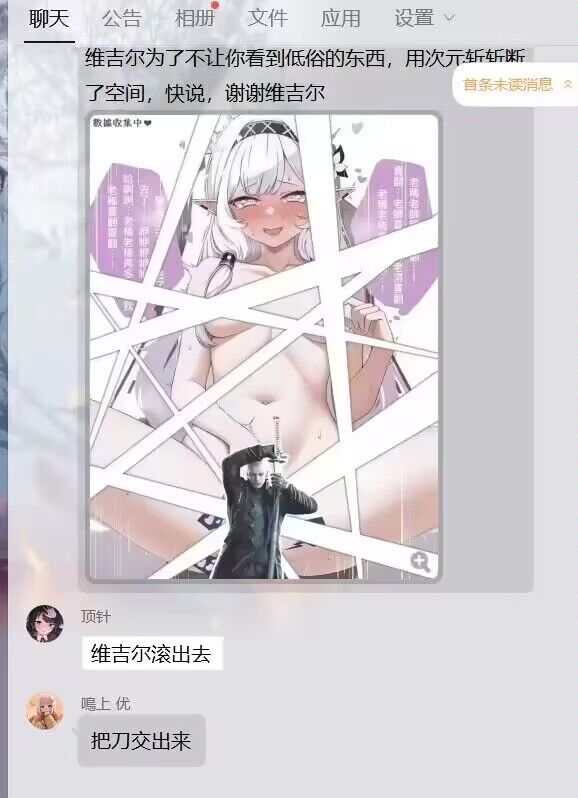 聊天 公告 相册 文件 应用 设置
维吉尔为了不让你看到低俗的东西，用次元斩斩断
首条未读消息
了空间，快说，谢谢维吉尔
數據收集中❤
顶针
维吉尔滚出去
鳴上 优
把刀交出来